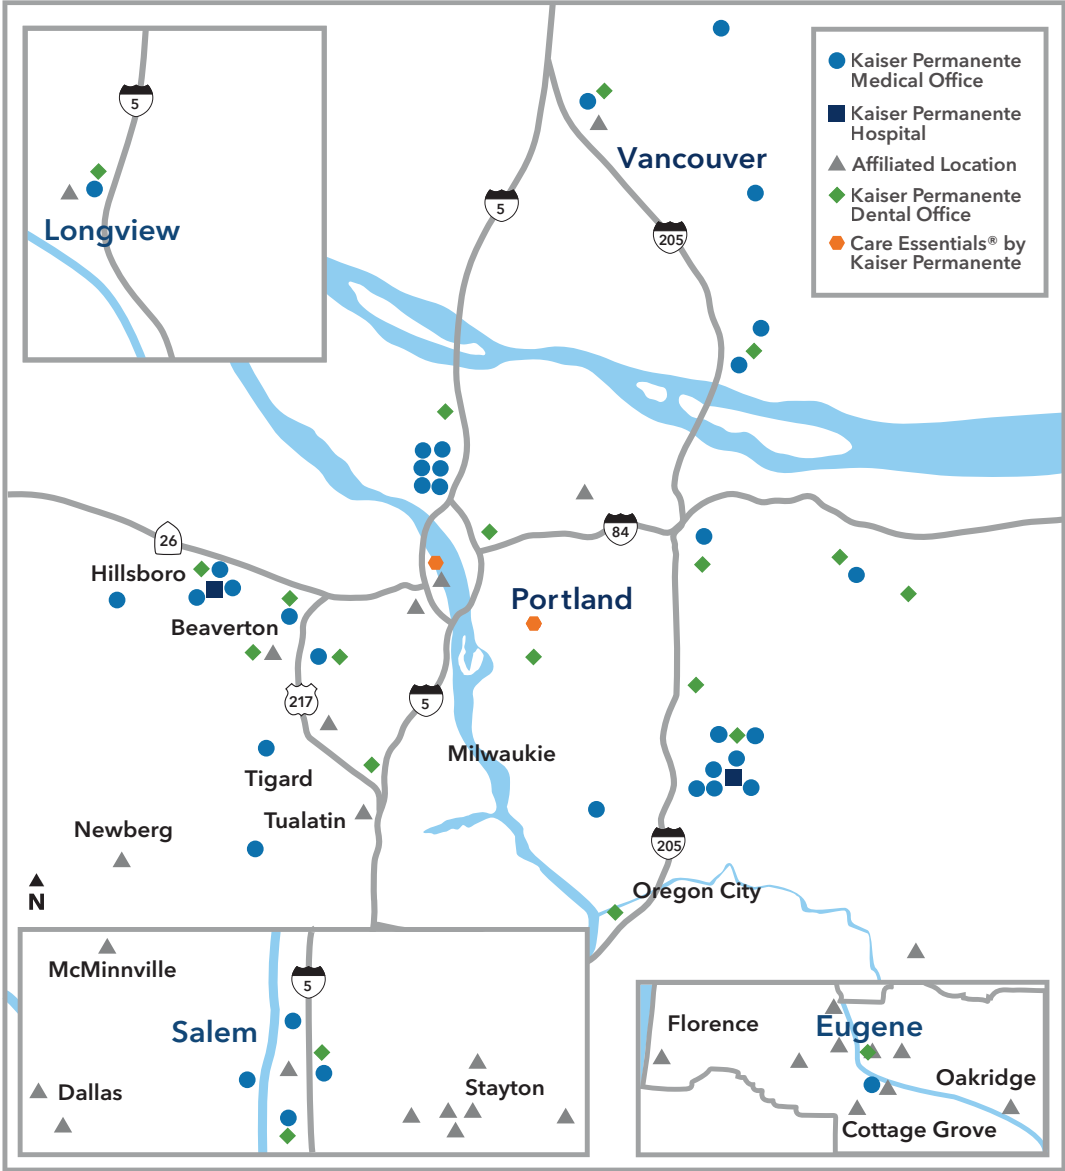 5
Longview
Vancouver
5
205
Kaiser Permanente
Medical Office
Kaiser Permanente
Hospital
Affiliated Location
Kaiser Permanente
Dental Office
Care Essentials® by
Kaiser Permanente
26
84
Hillsboro
Portland
Beaverton
217
5
Milwaukie
Tigard
Tualatin
Newberg
205
N
Oregon City
McMinnville
5
Salem
Dallas
Stayton
Florence
Eugene
Oakridge
Cottage Grove